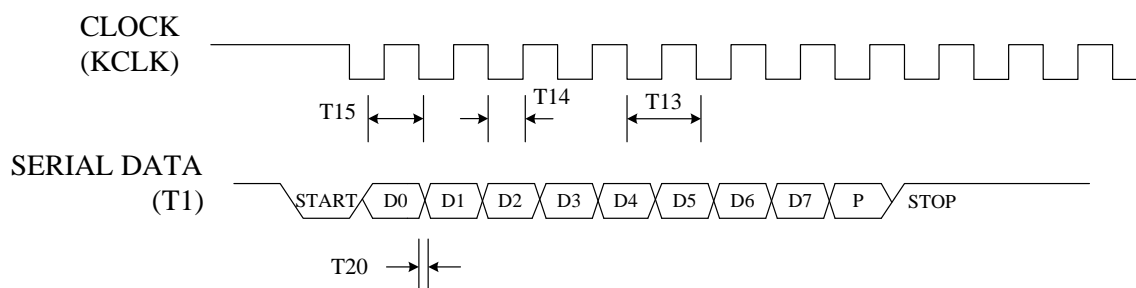 CLOCK
(KCLK)
T15
T14
T13
SERIAL DATA
(T1)
START D0 D1 D2 D3 D4 D5 D6 D7 P STOP
T20